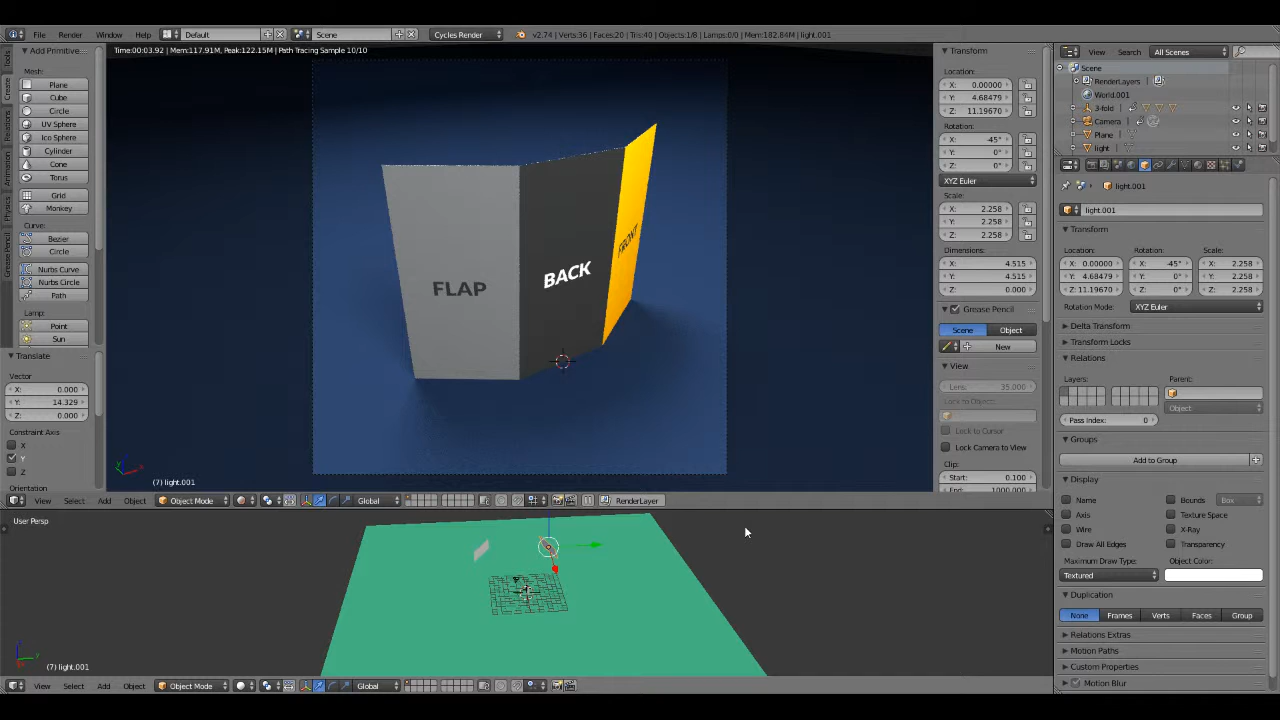 File Render Window Help Default Scene Cycles Render v2.74 | Verts:36 | Faces:20 | Tris:40 | Objects:1/8 | Lamps:0/0 | Mem:182.84M | light.001
Time:00:03.92 | Mem:117.91M, Peak:122.15M | Path Tracing Sample 10/10
View Search All Scenes
Tools
Create
Relations
Animation
Physics
Grease Pencil
Add Primitive
Mesh:
Plane
Cube
Circle
UV Sphere
Ico Sphere
Cylinder
Cone
Torus
Grid
Monkey
Curve:
Bezier
Circle
Nurbs Curve
Nurbs Circle
Path
Lamp:
Point
Sun
Translate
Vector
X: 0.000
Y: 14.329
Z: 0.000
Constraint Axis
X
Y
Z
Orientation
FLAP
BACK
FRONT
(7) light.001
Transform
Location:
X: 0.00000
Y: 4.68479
Z: 11.19670
Rotation:
X: -45°
Y: 0°
Z: 0°
XYZ Euler
Scale:
X: 2.258
Y: 2.258
Z: 2.258
Dimensions:
X: 4.515
Y: 4.515
Z: 0.000
Grease Pencil
Scene Object
New
View
Lens: 35.000
Lock to Object:
Lock to Cursor
Lock Camera to View
Clip:
Start: 0.100
End: 1000.000
Scene
RenderLayers
World.001
3-fold
Camera
Plane
light
light.001
light.001
Transform
Location: Rotation: Scale:
X: 0.00000 X: -45° X: 2.258
Y: 4.68479 Y: 0° Y: 2.258
Z: 11.19670 Z: 0° Z: 2.258
Rotation Mode: XYZ Euler
Delta Transform
Transform Locks
Relations
Layers: Parent:
Object
Pass Index: 0
Groups
Add to Group
Display
Name Bounds Box
Axis Texture Space
Wire X-Ray
Draw All Edges Transparency
Maximum Draw Type: Object Color:
Textured
Duplication
None Frames Verts Faces Group
Relations Extras
Motion Paths
Custom Properties
Motion Blur
View Select Add Object Object Mode Global RenderLayer
User Persp
(7) light.001
View Select Add Object Object Mode Global